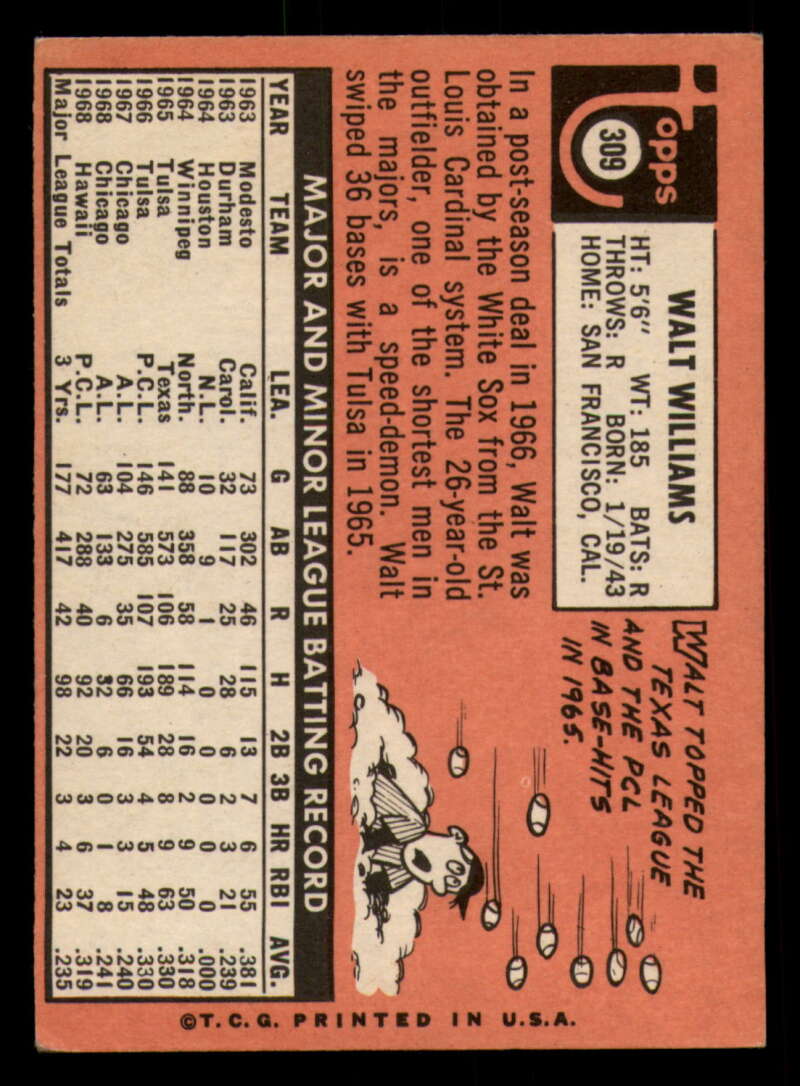 Topps
309
WALT WILLIAMS
HT: 5'6" WT: 185 BATS: R
THROWS: R BORN: 1/19/43
HOME: SAN FRANCISCO, CAL.
WALT TOPPED THE
TEXAS LEAGUE
AND THE PCL
IN BASE-HITS
IN 1965.
In a post-season deal in 1966, Walt was
obtained by the White Sox from the St.
Louis Cardinal system. The 26-year-old
outfielder, one of the shortest men in
the majors, is a speed-demon. Walt
swiped 36 bases with Tulsa in 1965.
MAJOR AND MINOR LEAGUE BATTING RECORD
YEAR TEAM LEA. G AB R H 2B 3B HR RBI AVG.
1963 Modesto Calif. 73 302 46 115 13 7 6 55 .381
1963 Durham Carol. 32 117 25 28 6 2 3 21 .239
1964 Houston N.L. 10 9 1 0 0 0 0 0 .000
1964 Winnipeg North. 88 358 58 114 16 2 9 50 .318
1965 Tulsa Texas 141 573 106 189 28 8 9 63 .330
1966 Tulsa P.C.L. 146 585 107 193 54 4 5 48 .330
1967 Chicago A.L. 104 275 35 66 16 3 3 15 .240
1968 Chicago A.L. 63 133 6 32 6 0 1 8 .241
1968 Hawaii P.C.L. 72 288 40 92 20 3 6 37 .319
Major League Totals 3 Yrs. 177 417 42 98 22 3 4 23 .235
©T.C.G. PRINTED IN U.S.A.